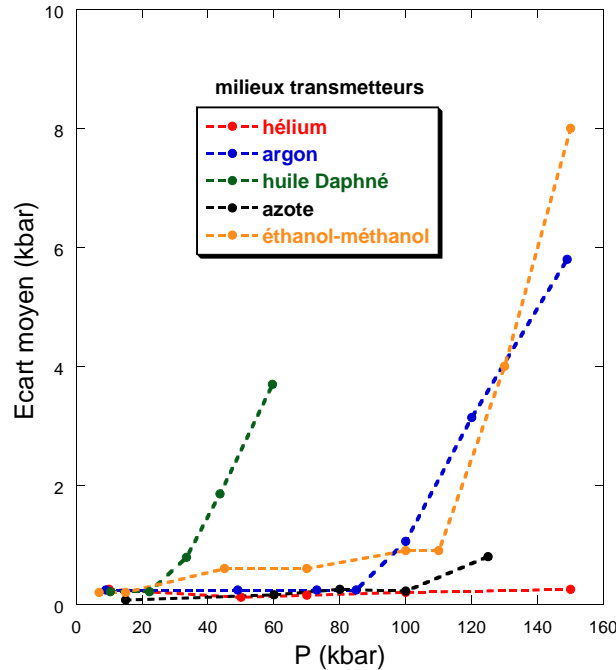 10
8
6
4
2
0
Ecart moyen (kbar)
milieux transmetteurs
hélium
argon
huile Daphné
azote
éthanol-méthanol
0 20 40 60 80 100 120 140 160
P (kbar)